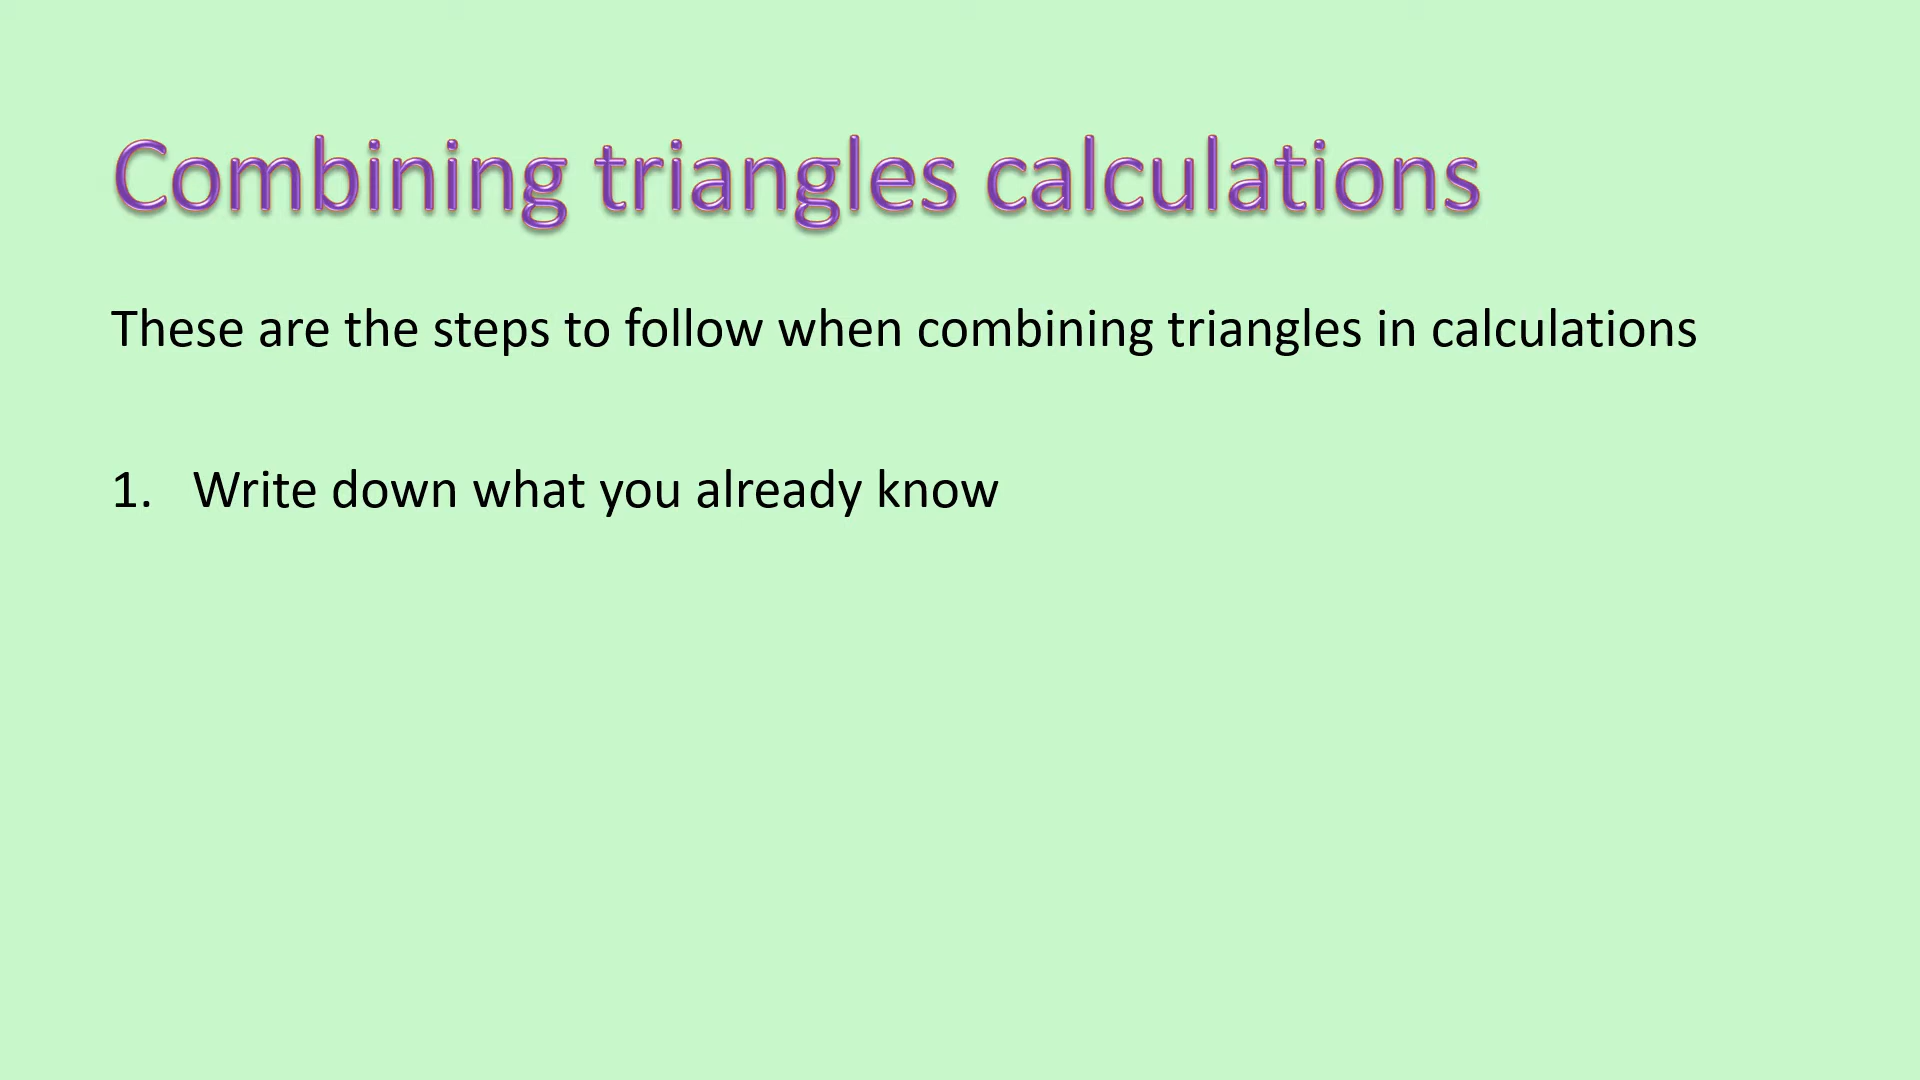 Combining triangles calculations
These are the steps to follow when combining triangles in calculations
1. Write down what you already know